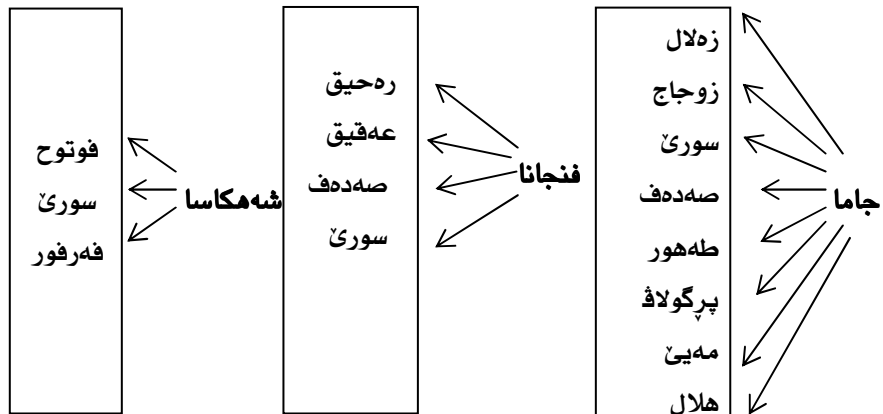 جاما
زەلال
زوجاج
سورێ
صەدەف
طەهور
پڕگولاڤ
مەیێ
هلال
فنجانا
رەحیق
عەقیق
صەدەف
سورێ
شەهکاسا
فوتوح
سورێ
فەرفور